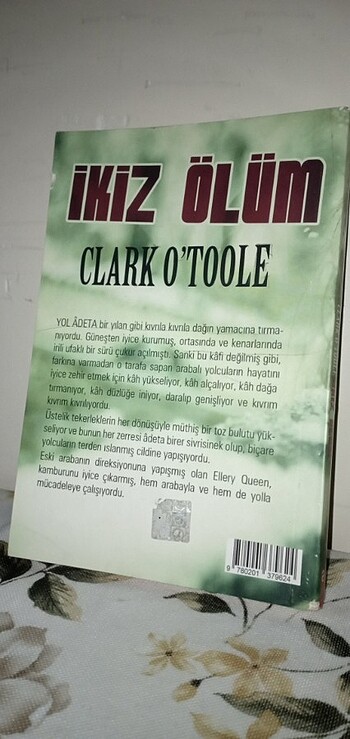 İKİZ ÖLÜM
CLARK O'TOOLE
YOL ÂDETA bir yılan gibi kıvrıla kıvrıla dağın yamacına tırma-
nıyordu. Güneşten iyice kurumuş, ortasında ve kenarlarında
irili ufaklı bir sürü çukur açılmıştı. Sanki bu kâfi değilmiş gibi,
farkına varmadan o tarafa sapan arabalı yolcuların hayatını
iyice zehir etmek için kâh yükseliyor, kâh alçalıyor, kâh dağa
tırmanıyor, kâh düzlüğe iniyor, daralıp genişliyor ve kıvrım
kıvrım kıvrılıyordu.
Üstelik tekerleklerin her dönüşüyle müthiş bir toz bulutu yük-
seliyor ve bunun her zerresi âdeta birer sivrisinek olup, biçare
yolcuların terden ıslanmış cildine yapışıyordu.
Eski arabanın direksiyonuna yapışmış olan Ellery Queen,
kamburunu iyice çıkarmış, hem arabayla ve hem de yolla
mücadeleye çalışıyordu.
9 780201 379624